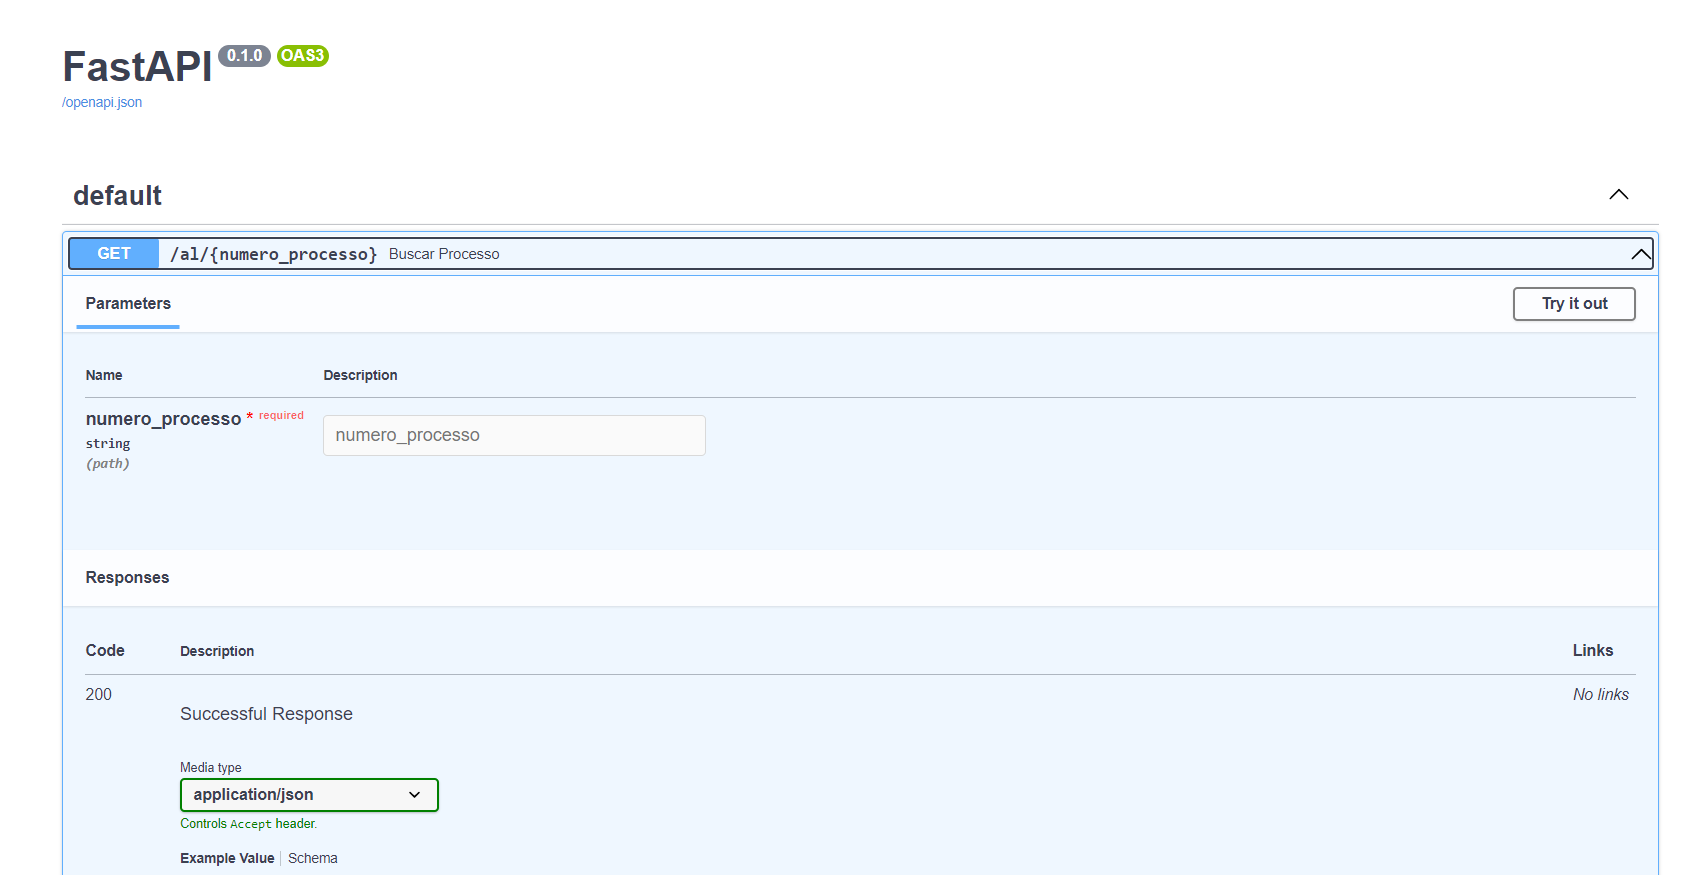 FastAPI 0.1.0 OAS3
/openapi.json
default
GET /al/{numero_processo} Buscar Processo
Parameters Try it out
Name Description
numero_processo * required
string
(path)
numero_processo
Responses
Code Description Links
200 No links
Successful Response
Media type
application/json
Controls Accept header.
Example Value Schema